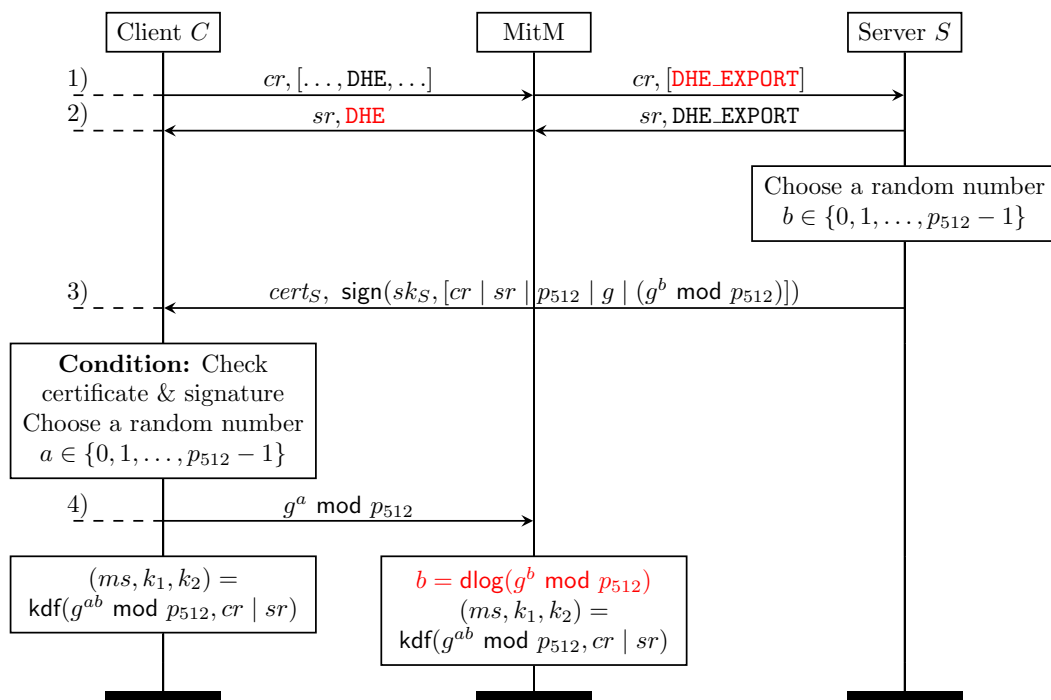 Client C
MitM
Server S
1)
cr, [. . . , DHE, . . .]
cr, [DHE_EXPORT]
2)
sr, DHE
sr, DHE_EXPORT
Choose a random number
b ∈ {0, 1, . . . , p₅₁₂ − 1}
3)
cert_S, sign(sk_S, [cr | sr | p₅₁₂ | g | (g^b mod p₅₁₂)])
Condition: Check
certificate & signature
Choose a random number
a ∈ {0, 1, . . . , p₅₁₂ − 1}
4)
g^a mod p₅₁₂
(ms, k₁, k₂) =
kdf(g^{ab} mod p₅₁₂, cr | sr)
b = dlog(g^b mod p₅₁₂)
(ms, k₁, k₂) =
kdf(g^{ab} mod p₅₁₂, cr | sr)